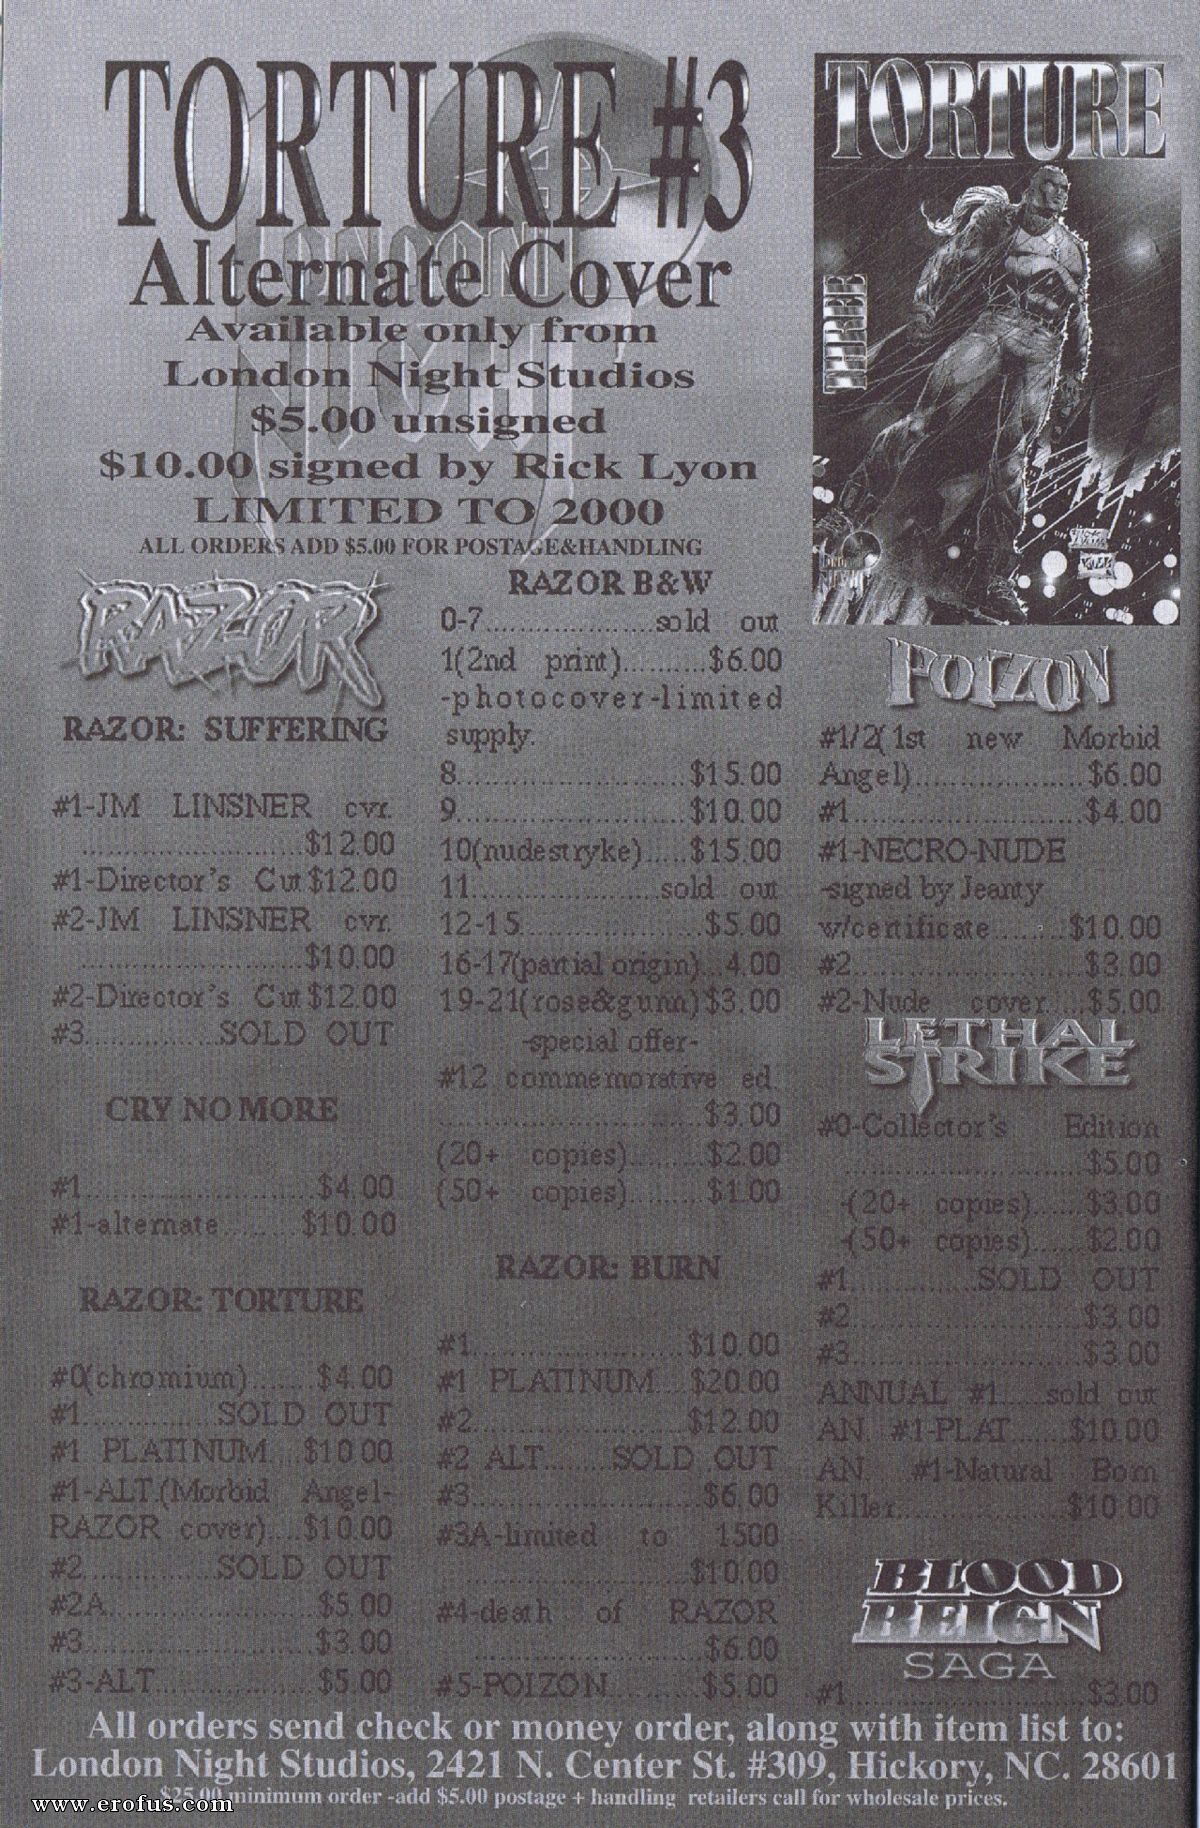 TORTURE #3
Alternate Cover
Available only from
London Night Studios
$5.00 unsigned
$10.00 signed by Rick Lyon
LIMITED TO 2000
ALL ORDERS ADD $5.00 FOR POSTAGE&HANDLING
TORTURE
LONDON
NIGHT
RAZOR
RAZOR: SUFFERING
#1-JM LINSNER cvr.
........................$12.00
#1-Director's Cut$12.00
#2-JM LINSNER cvr.
........................$10.00
#2-Director's Cut$12.00
#3..............SOLD OUT
CRY NO MORE
#1.........................$4.00
#1-alternate........$10.00
RAZOR: TORTURE
#0(chromium).......$4.00
#1..............SOLD OUT
#1 PLATINUM...$10.00
#1-ALT.(Morbid Angel-
RAZOR cover)....$10.00
#2..............SOLD OUT
#2A.......................$5.00
#3.........................$3.00
#3-ALT..................$5.00
RAZOR B&W
0-7...................sold out
1(2nd print)..........$6.00
-photocover-limited
supply.
8.........................$15.00
9.........................$10.00
10(nudestryke).....$15.00
11.....................sold out
12-15....................$5.00
16-17(partial origin)...4.00
19-21(rose&gunn)$3.00
-special offer-
#12 commemorative ed.
.............................$3.00
(20+ copies).........$2.00
(50+ copies).........$1.00
RAZOR: BURN
#1........................$10.00
#1 PLATINUM....$20.00
#2........................$12.00
#2 ALT........SOLD OUT
#3.........................$6.00
#3A-limited to 1500
........................$10.00
#4-death of RAZOR
.........................$6.00
#5-POIZON..........$5.00
POIZON
#1/2(1st new Morbid
Angel)...................$6.00
#1.........................$4.00
#1-NECRO-NUDE
-signed by Jeanty
w/certificate.........$10.00
#2.........................$3.00
#2-Nude cover.....$5.00
LETHAL
STRIKE
#0-Collector's Edition
..........................$5.00
-(20+ copies)......$3.00
-(50+ copies)......$2.00
#1..............SOLD OUT
#2.........................$3.00
#3.........................$3.00
ANNUAL #1.....sold out
AN. #1-PLAT.......$10.00
AN. #1-Natural Born
Killer...................$10.00
BLOOD
REIGN
SAGA
#1.........................$3.00
All orders send check or money order, along with item list to:
London Night Studios, 2421 N. Center St. #309, Hickory, NC. 28601
$25.00 minimum order -add $5.00 postage + handling retailers call for wholesale prices.
www.erofus.com